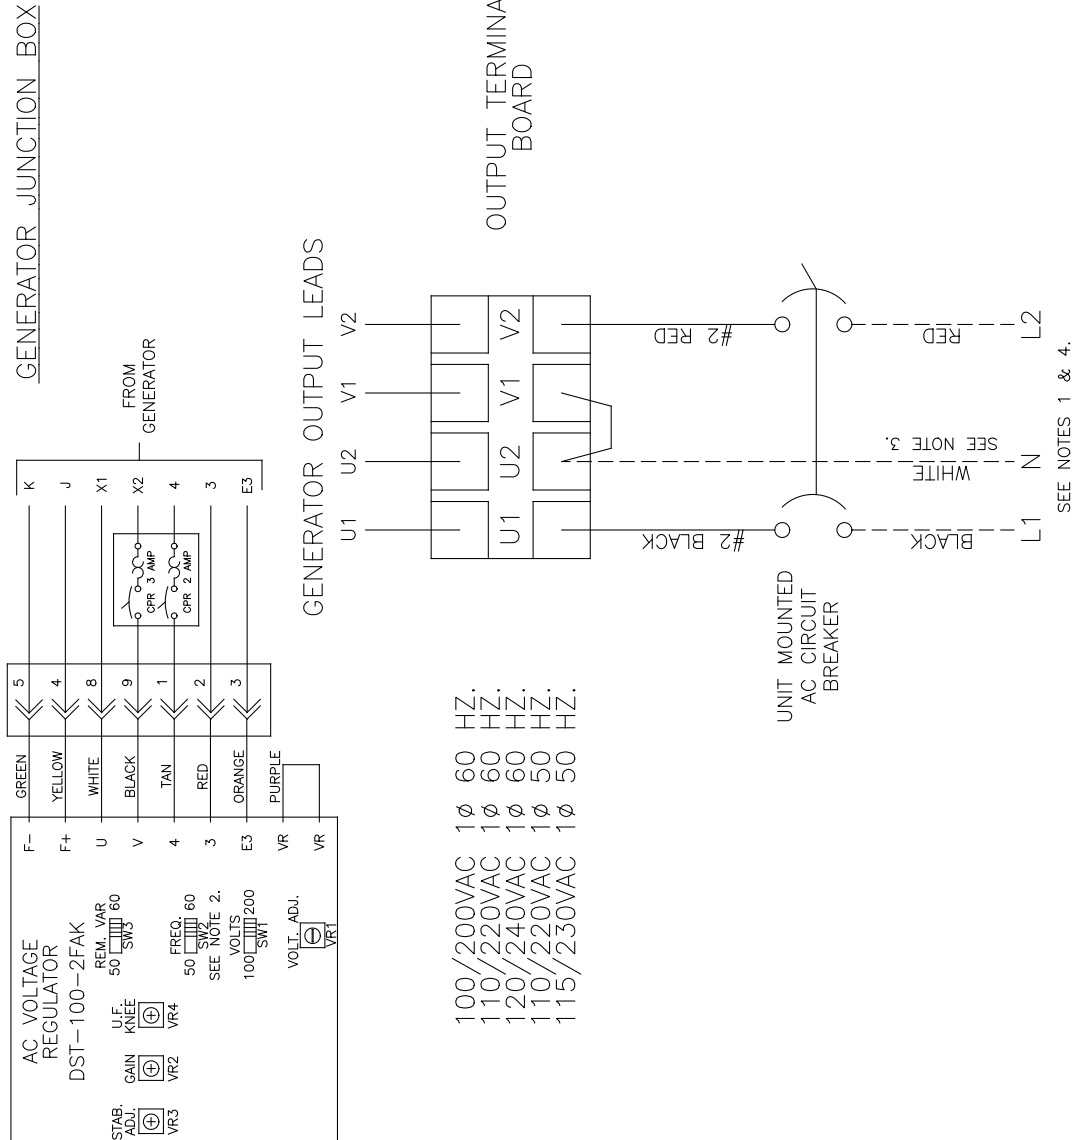 GENERATOR JUNCTION BOX
AC VOLTAGE
REGULATOR
DST-100-2FAK
STAB.
ADJ.
VR3
GAIN
VR2
U.F.
KNEE
VR4
REM. VAR
50 60
SW3
FREQ.
50 60
SW2
SEE NOTE 2.
VOLTS
100 200
SW1
VOLT. ADJ.
VR1
F-
F+
U
V
4
3
E3
VR
VR
GREEN
YELLOW
WHITE
BLACK
TAN
RED
ORANGE
PURPLE
5
4
8
9
1
2
3
CPR 3 AMP
CPR 2 AMP
K
J
X1
X2
4
3
E3
FROM
GENERATOR
GENERATOR OUTPUT LEADS
U1 U2 V1 V2
U1 U2 V1 V2
OUTPUT TERMINA
BOARD
100/200VAC 1ø 60 HZ.
110/220VAC 1ø 60 HZ.
120/240VAC 1ø 60 HZ.
110/220VAC 1ø 50 HZ.
115/230VAC 1ø 50 HZ.
#2 BLACK
#2 RED
UNIT MOUNTED
AC CIRCUIT
BREAKER
BLACK
WHITE
SEE NOTE 3.
RED
L1 N L2
SEE NOTES 1 & 4.